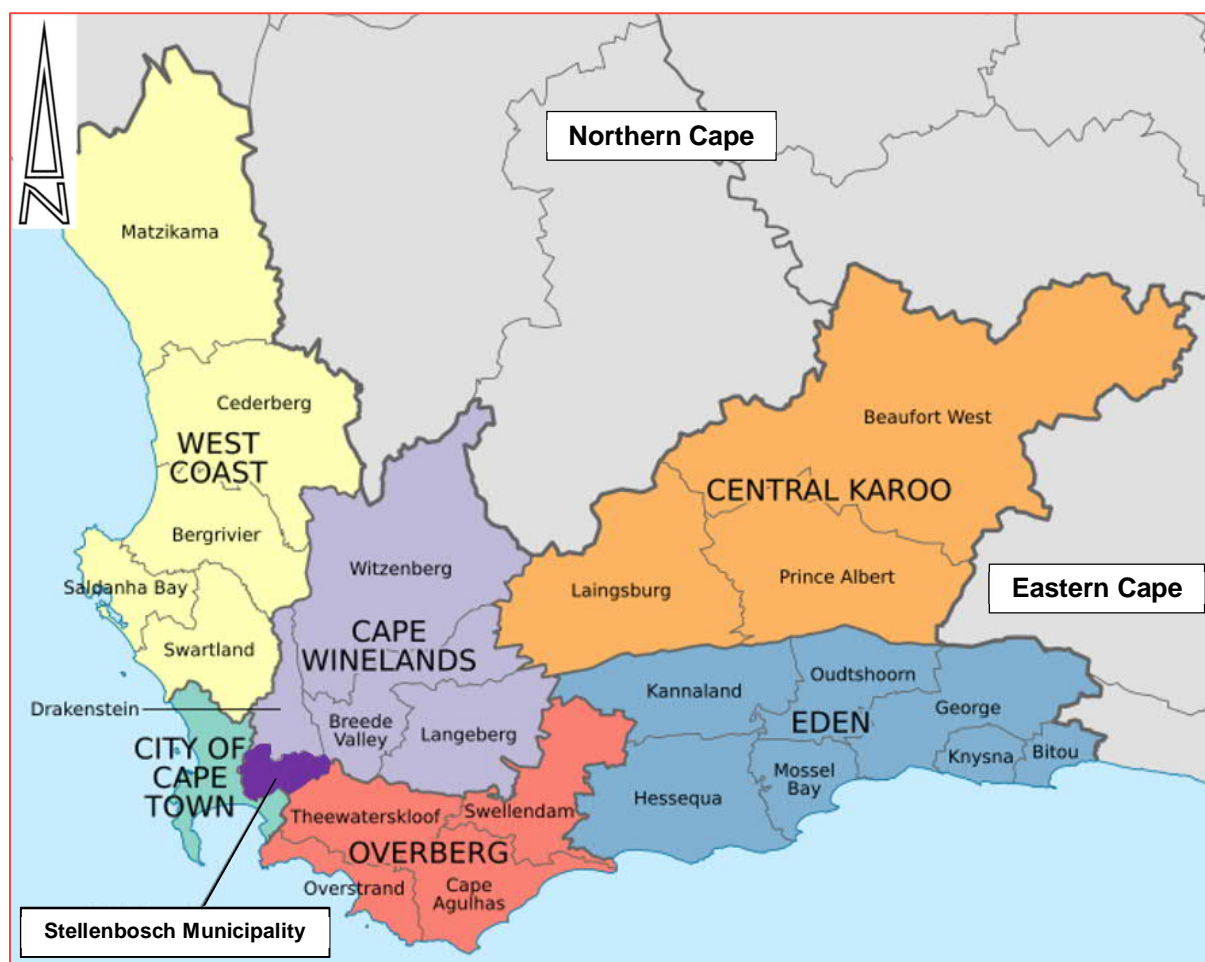 N
Northern Cape
Matzikama
Cederberg
WEST
COAST
Beaufort West
CENTRAL KAROO
Bergrivier
Witzenberg
Saldanha Bay
Laingsburg
Prince Albert
Eastern Cape
Swartland
CAPE
WINELANDS
Oudtshoorn
Kannaland
Drakenstein
Breede
Valley
Langeberg
EDEN
George
CITY OF
CAPE
TOWN
Knysna
Bitou
Mossel
Bay
Hessequa
Theewaterskloof
Swellendam
OVERBERG
Overstrand
Cape
Agulhas
Stellenbosch Municipality